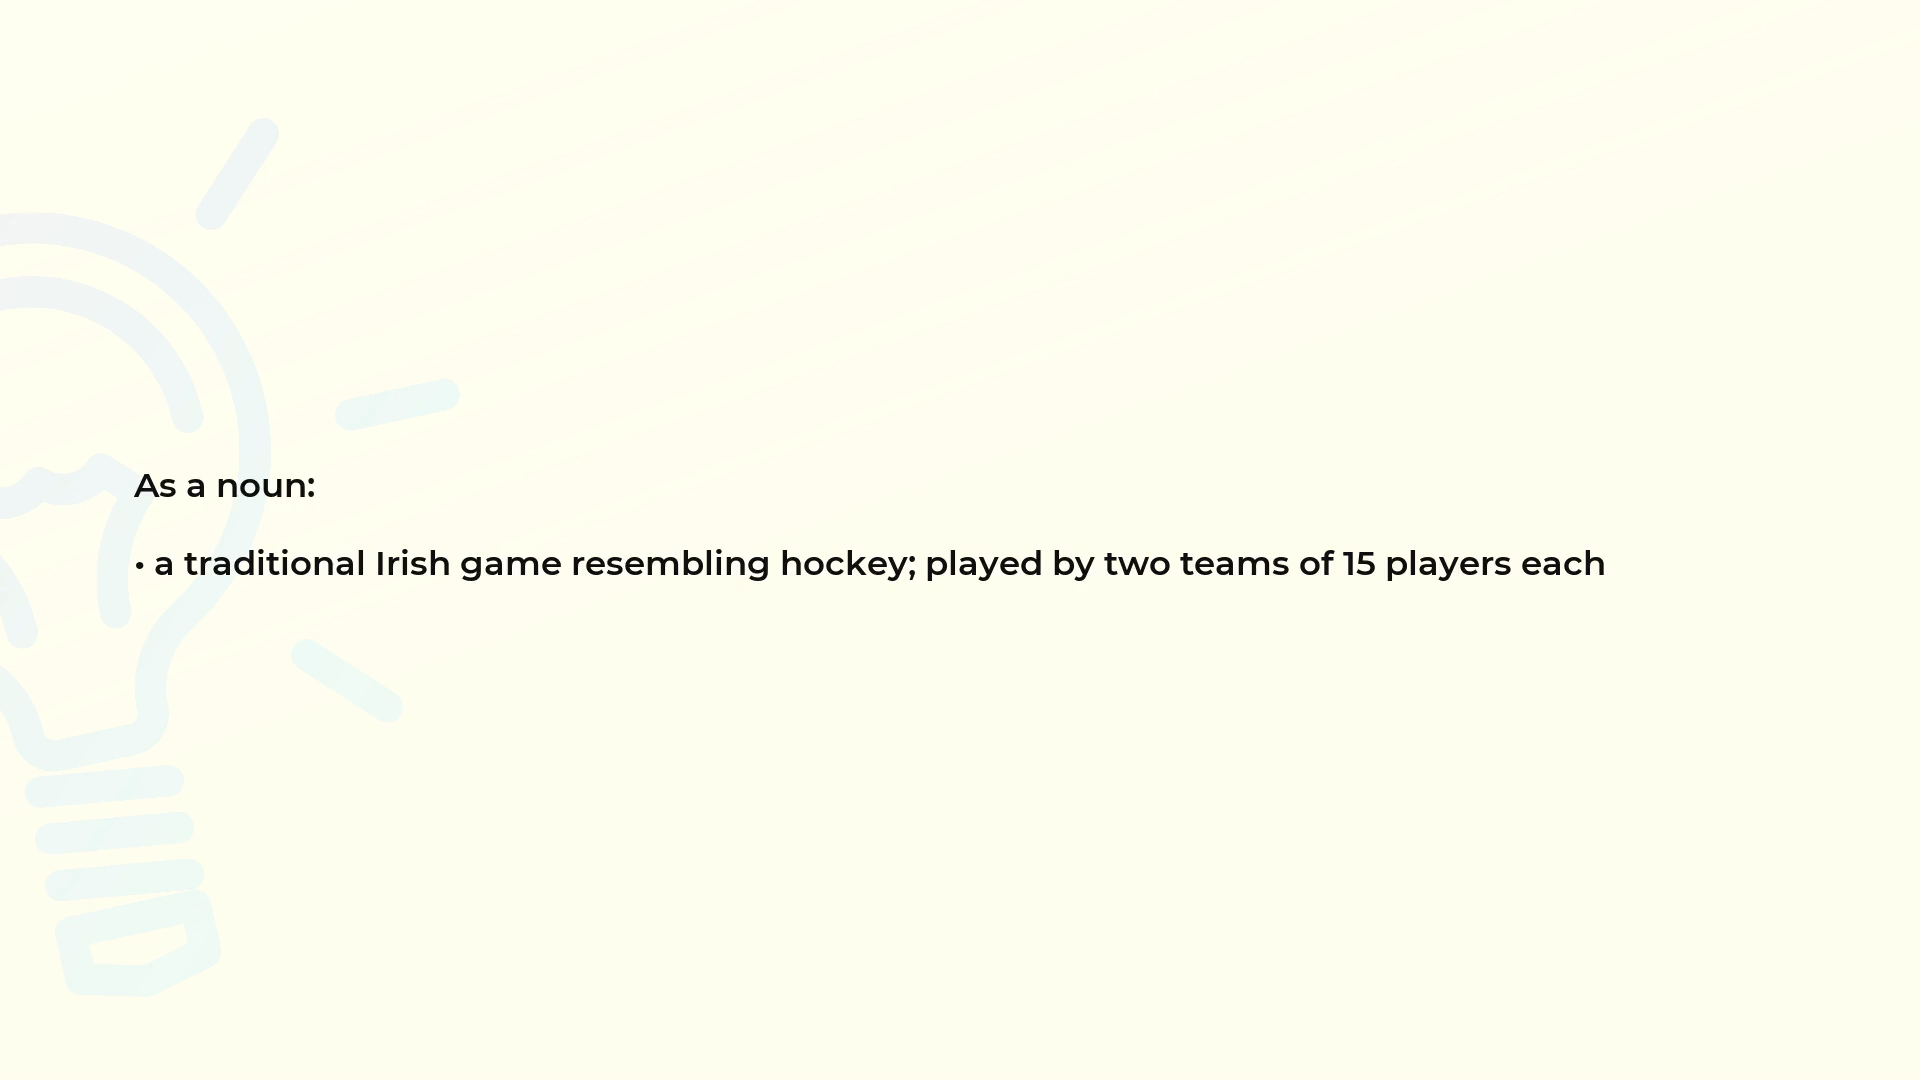 As a noun:
• a traditional Irish game resembling hockey; played by two teams of 15 players each